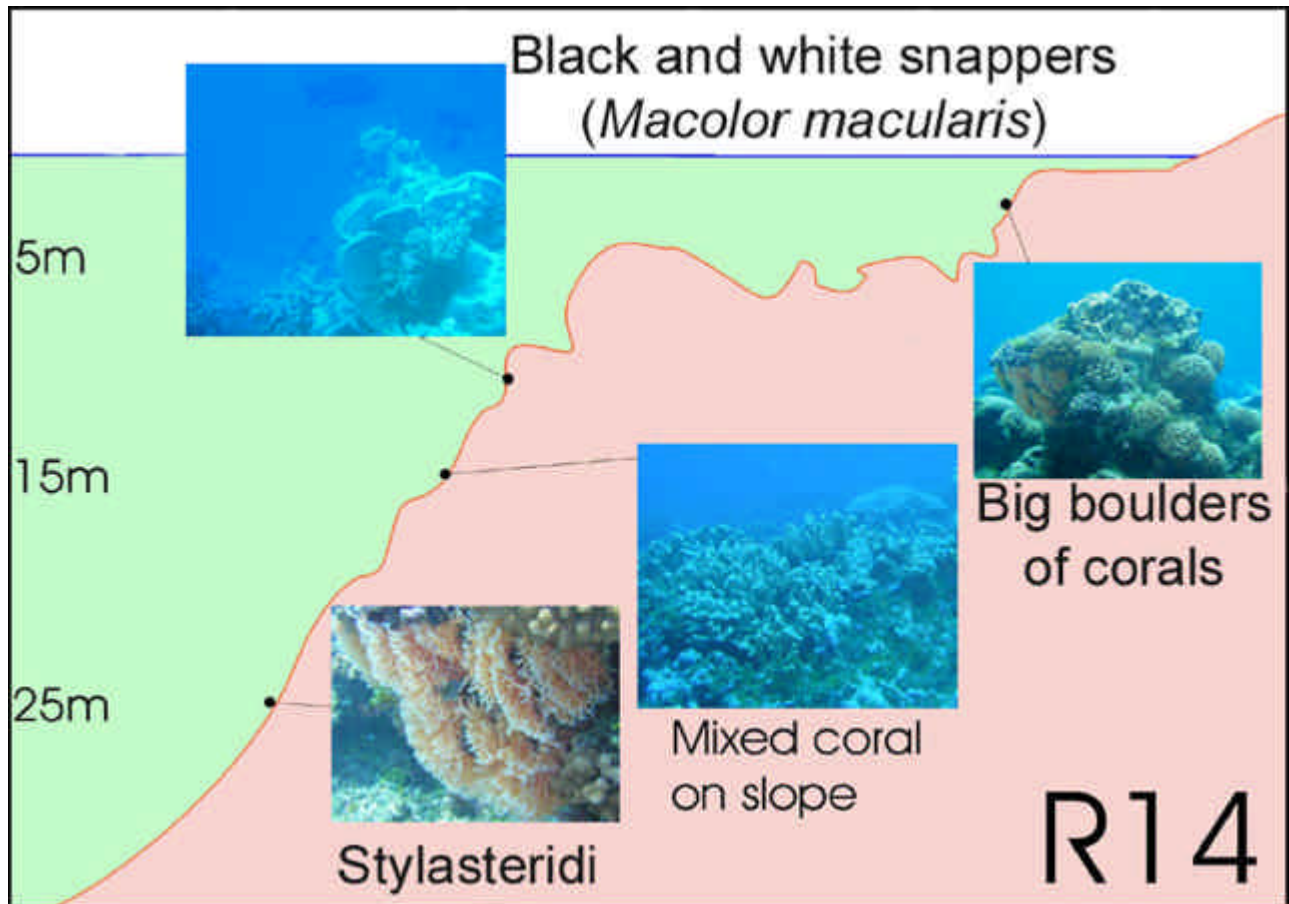 Black and white snappers
(Macolor macularis)
5m
15m
25m
Big boulders
of corals
Mixed coral
on slope
Stylasteridi
R14